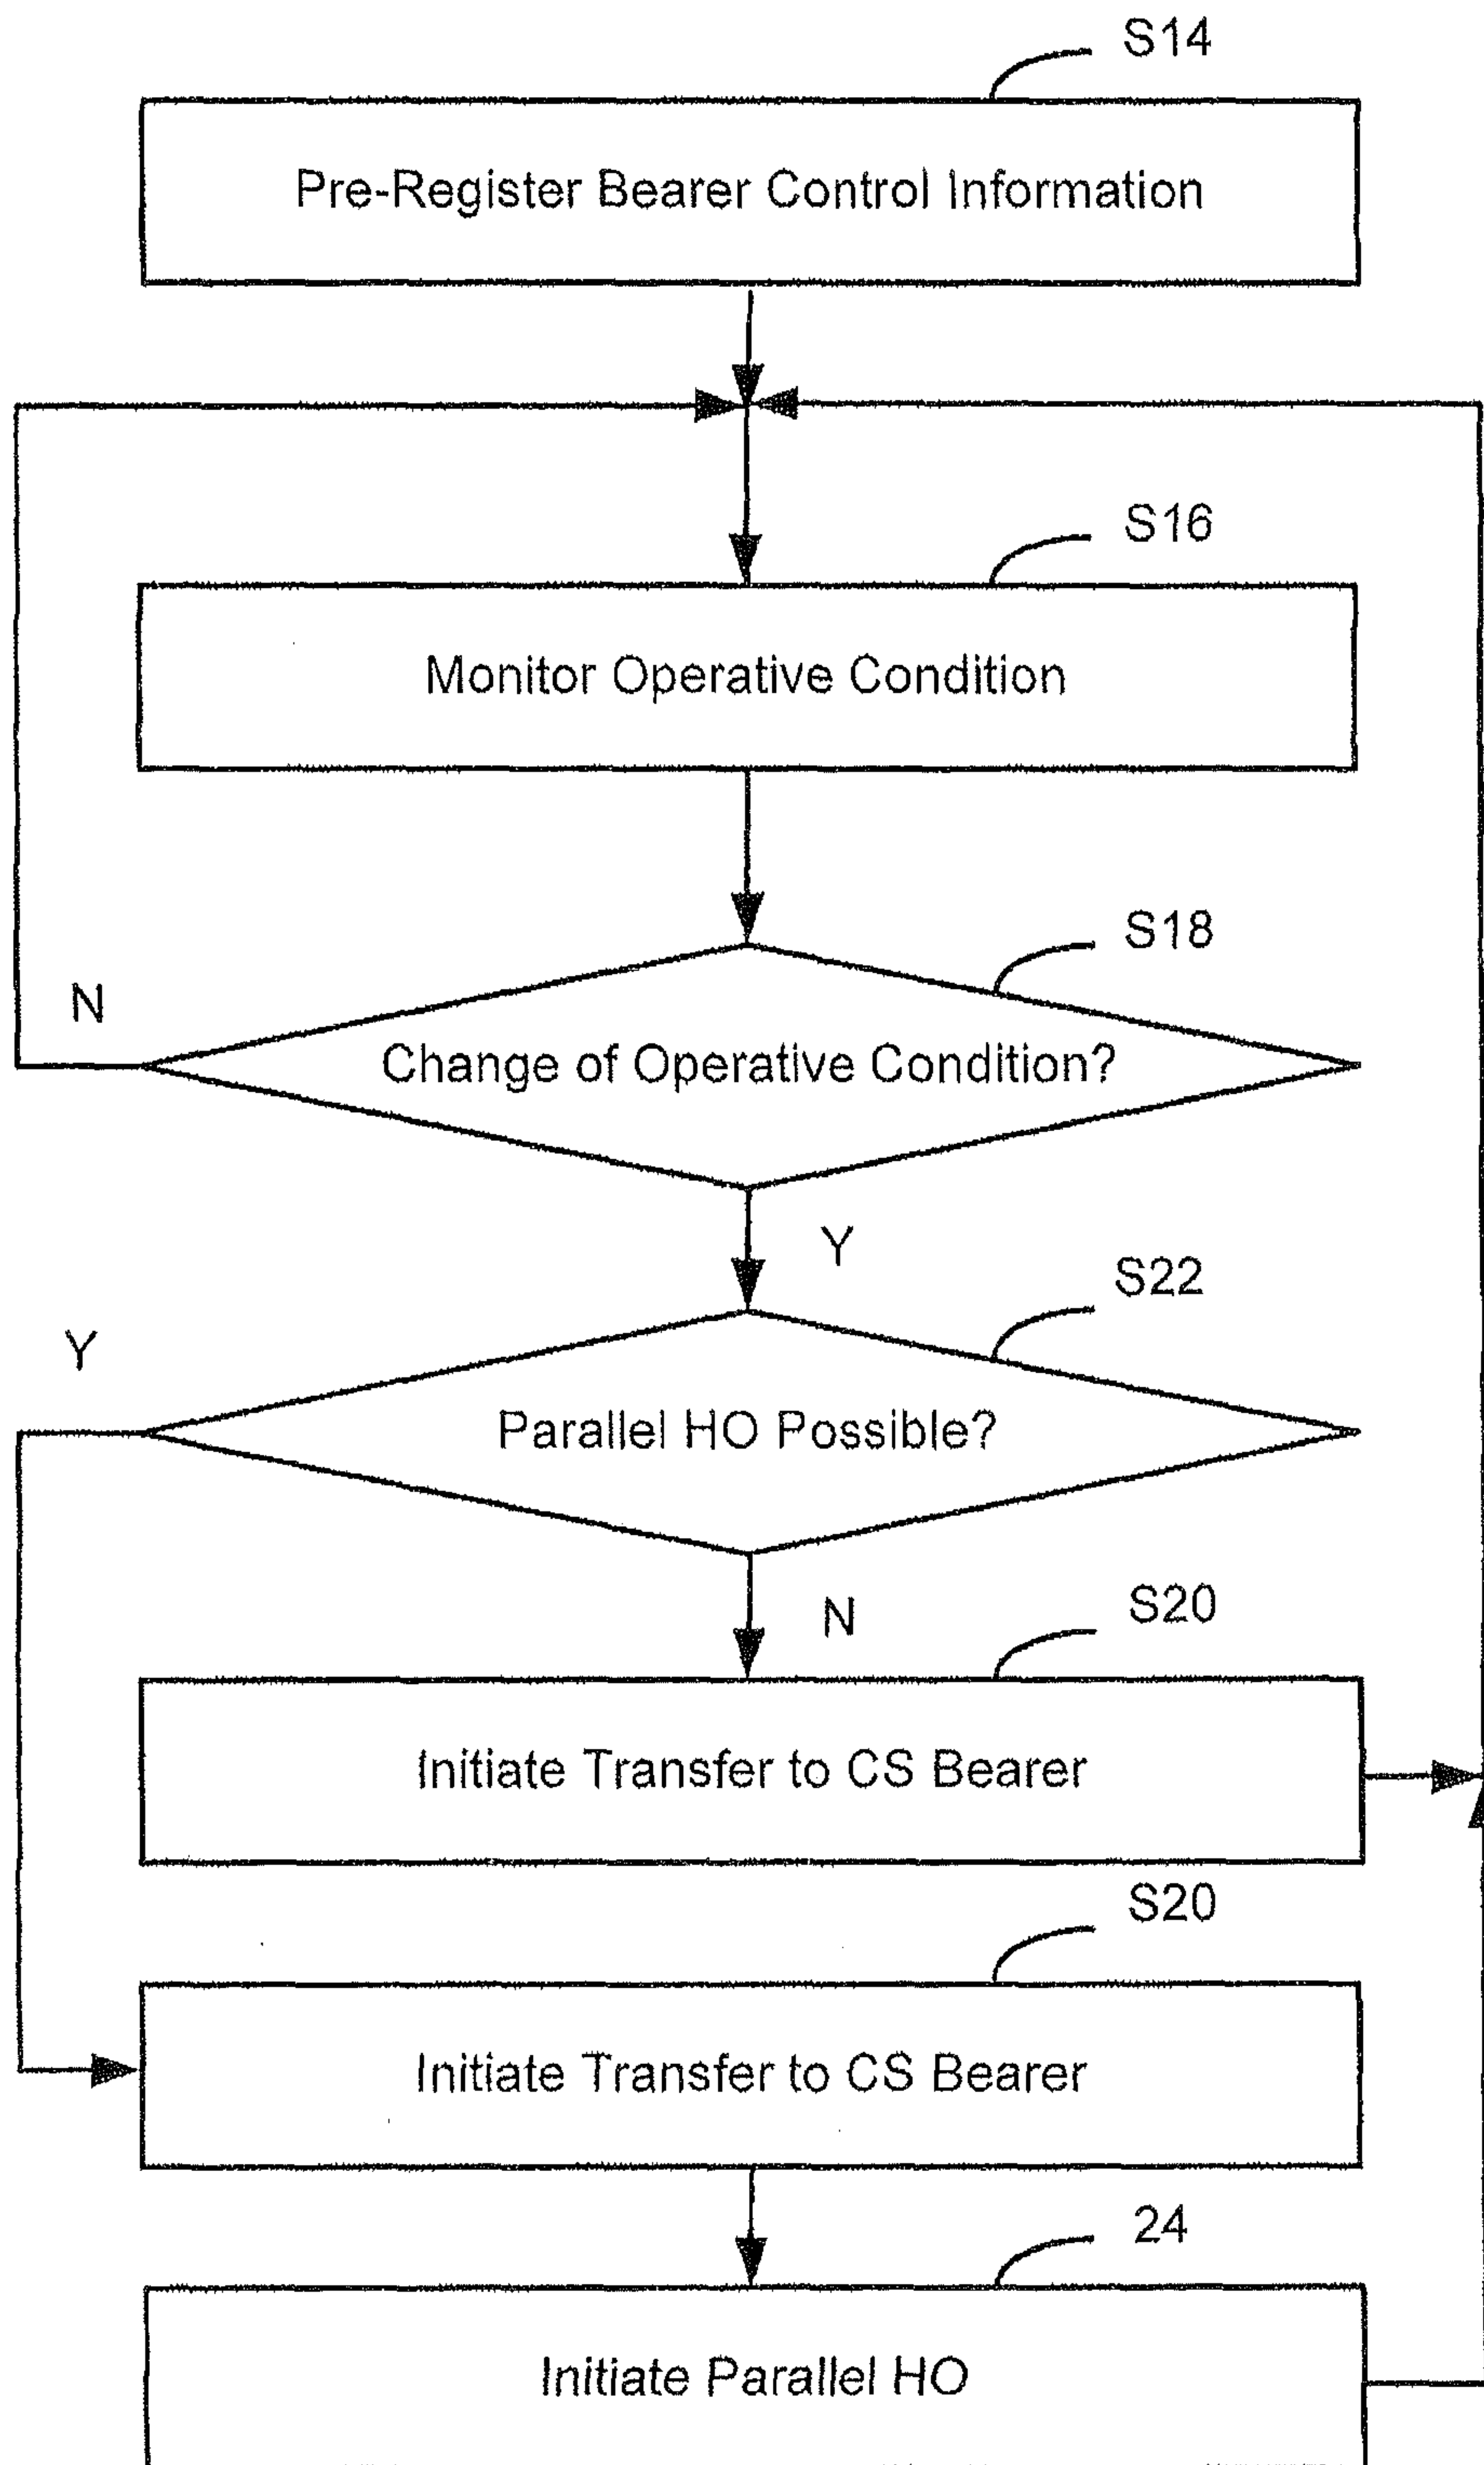 S14
Pre-Register Bearer Control Information
S16
Monitor Operative Condition
S18
N
Change of Operative Condition?
Y
S22
Y
Parallel HO Possible?
N
S20
Initiate Transfer to CS Bearer
S20
Initiate Transfer to CS Bearer
24
Initiate Parallel HO